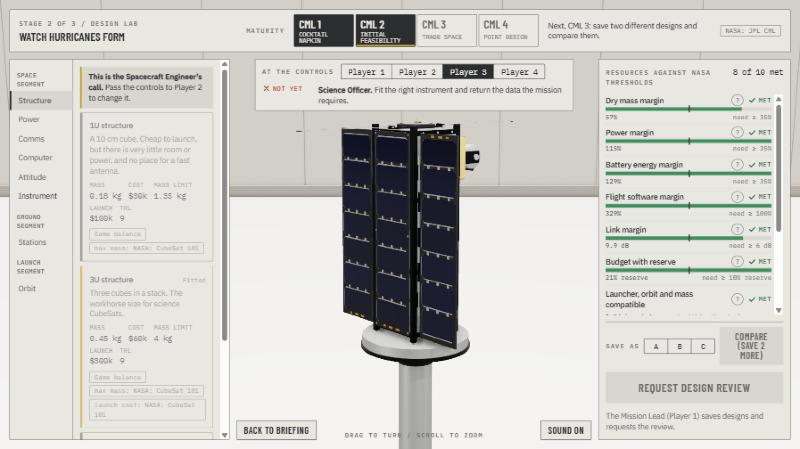 STAGE 2 OF 3 / DESIGN LAB
WATCH HURRICANES FORM
MATURITY
CML 1
COCKTAIL
NAPKIN
CML 2
INITIAL
FEASIBILITY
CML 3
TRADE SPACE
CML 4
POINT DESIGN
Next, CML 3: save two different designs and
compare them.
NASA: JPL CML
SPACE
SEGMENT
Structure
Power
Comms
Computer
Attitude
Instrument
GROUND
SEGMENT
Stations
LAUNCH
SEGMENT
Orbit
This is the Spacecraft Engineer's
call. Pass the controls to Player 2
to change it.
1U structure
A 10 cm cube. Cheap to launch,
but there is very little room or
power, and no place for a fast
antenna.
MASS COST MASS LIMIT
0.18 kg $30k 1.33 kg
LAUNCH TRL
$100k 9
Game balance
max mass: NASA: CubeSat 101
3U structure Fitted
Three cubes in a stack. The
workhorse size for science
CubeSats.
MASS COST MASS LIMIT
0.45 kg $60k 4 kg
LAUNCH TRL
$300k 9
Game balance
max mass: NASA: CubeSat 101
launch cost: NASA: CubeSat
101
AT THE CONTROLS
Player 1
Player 2
Player 3
Player 4
NOT YET
Science Officer. Fit the right instrument and return the data the mission
requires.
BACK TO BRIEFING
DRAG TO TURN / SCROLL TO ZOOM
SOUND ON
RESOURCES AGAINST NASA
THRESHOLDS
8 of 10 met
Dry mass margin ? MET
57% need ≥ 35%
Power margin ? MET
115% need ≥ 35%
Battery energy margin ? MET
129% need ≥ 35%
Flight software margin ? MET
329% need ≥ 100%
Link margin ? MET
9.9 dB need ≥ 6 dB
Budget with reserve ? MET
21% reserve need ≥ 10% reserve
Launcher, orbit and mass
compatible ? MET
SAVE AS
A
B
C
COMPARE
(SAVE 2
MORE)
REQUEST DESIGN REVIEW
The Mission Lead (Player 1) saves designs and
requests the review.